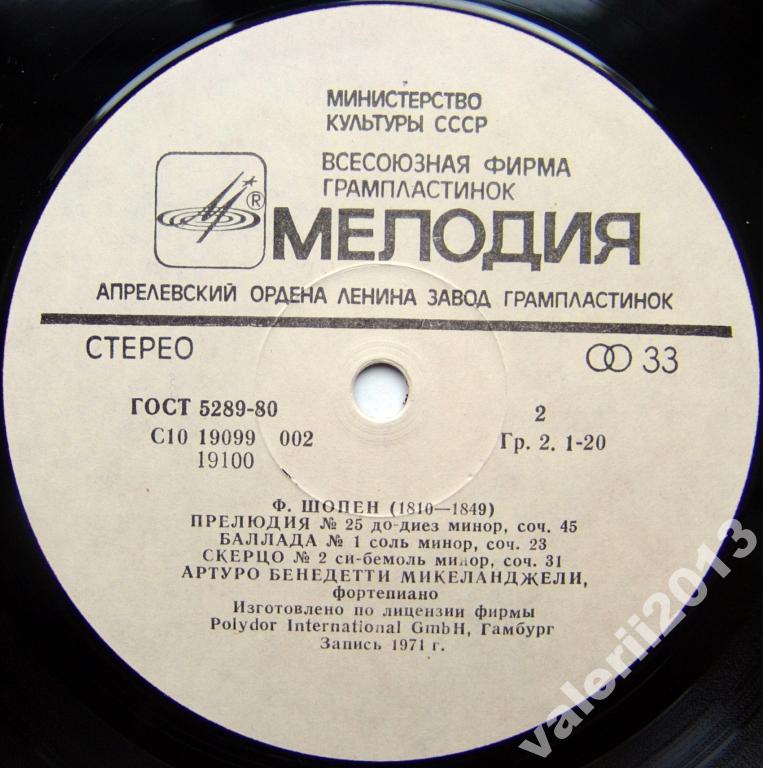 МИНИСТЕРСТВО
КУЛЬТУРЫ СССР
ВСЕСОЮЗНАЯ ФИРМА
ГРАМПЛАСТИНОК
®
МЕЛОДИЯ
АПРЕЛЕВСКИЙ ОРДЕНА ЛЕНИНА ЗАВОД ГРАМПЛАСТИНОК
СТЕРЕО 33
ГОСТ 5289-80 2
С10 19099 002 Гр. 2. 1-20
19100
Ф. ШОПЕН (1810—1849)
ПРЕЛЮДИЯ № 25 до-диез минор, соч. 45
БАЛЛАДА № 1 соль минор, соч. 23
СКЕРЦО № 2 си-бемоль минор, соч. 31
АРТУРО БЕНЕДЕТТИ МИКЕЛАНДЖЕЛИ,
фортепиано
Изготовлено по лицензии фирмы
Polydor International GmbH, Гамбург
Запись 1971 г.
valerii2013